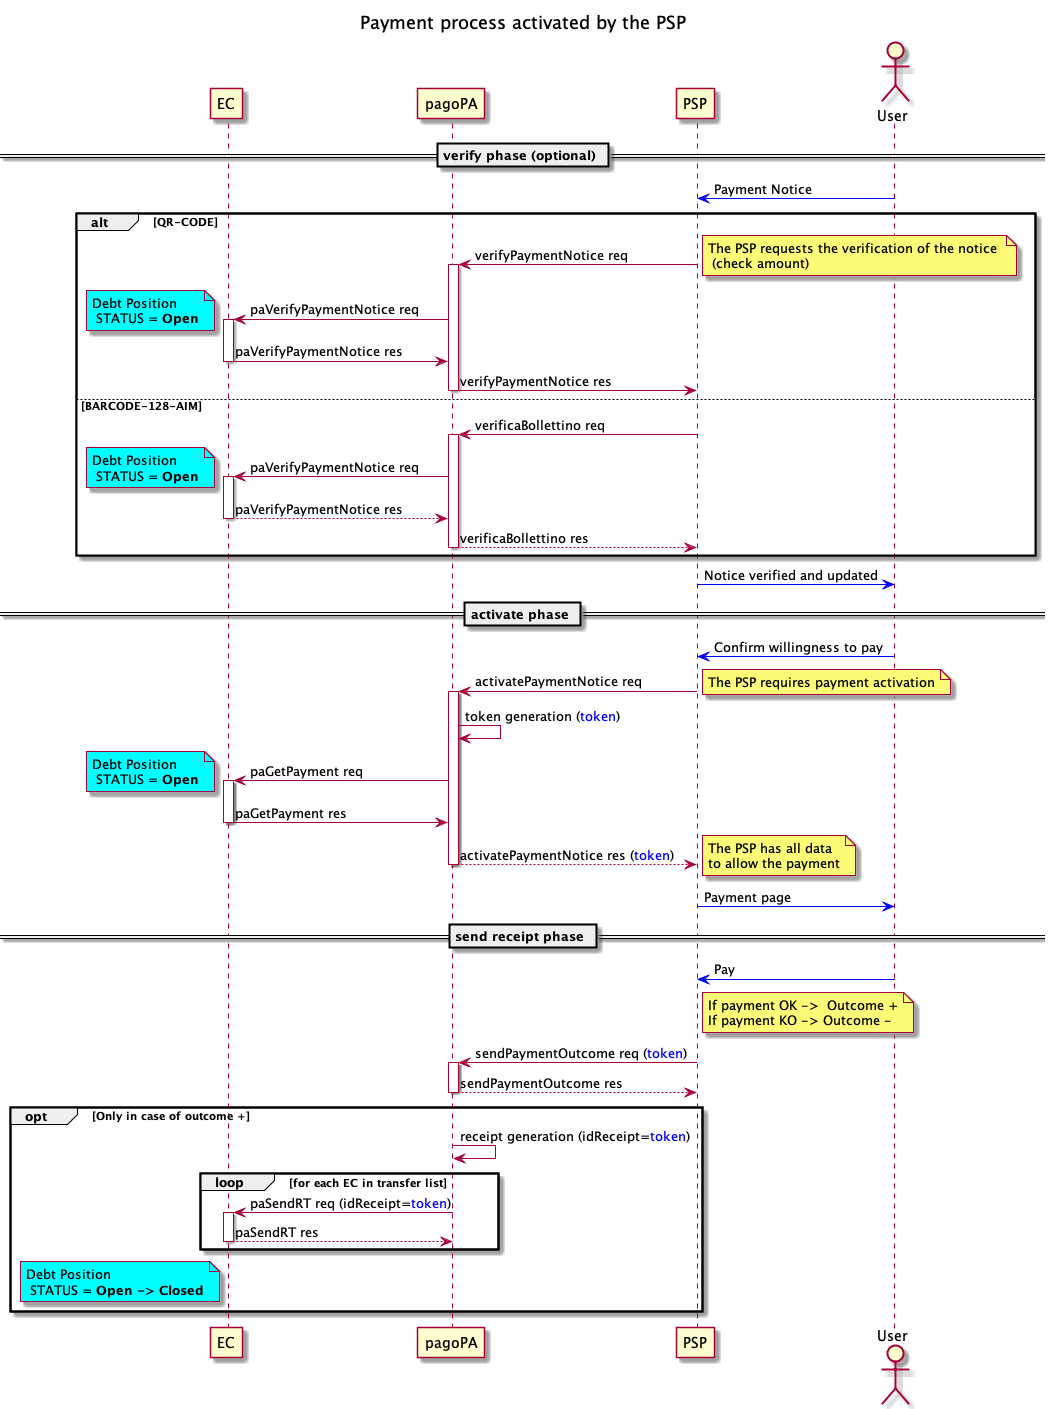 Payment process activated by the PSP
User
EC
pagoPA
PSP
verify phase (optional)
Payment Notice
alt
[QR-CODE]
The PSP requests the verification of the notice
(check amount)
verifyPaymentNotice req
Debt Position
STATUS = Open
paVerifyPaymentNotice req
paVerifyPaymentNotice res
verifyPaymentNotice res
[BARCODE-128-AIM]
verificaBollettino req
Debt Position
STATUS = Open
paVerifyPaymentNotice req
paVerifyPaymentNotice res
verificaBollettino res
Notice verified and updated
activate phase
Confirm willingness to pay
activatePaymentNotice req
The PSP requires payment activation
token generation (token)
Debt Position
STATUS = Open
paGetPayment req
paGetPayment res
activatePaymentNotice res (token)
The PSP has all data
to allow the payment
Payment page
send receipt phase
Pay
If payment OK -> Outcome +
If payment KO -> Outcome -
sendPaymentOutcome req (token)
sendPaymentOutcome res
opt
[Only in case of outcome +]
receipt generation (idReceipt=token)
loop
[for each EC in transfer list]
paSendRT req (idReceipt=token)
paSendRT res
Debt Position
STATUS = Open -> Closed
EC
pagoPA
PSP
User